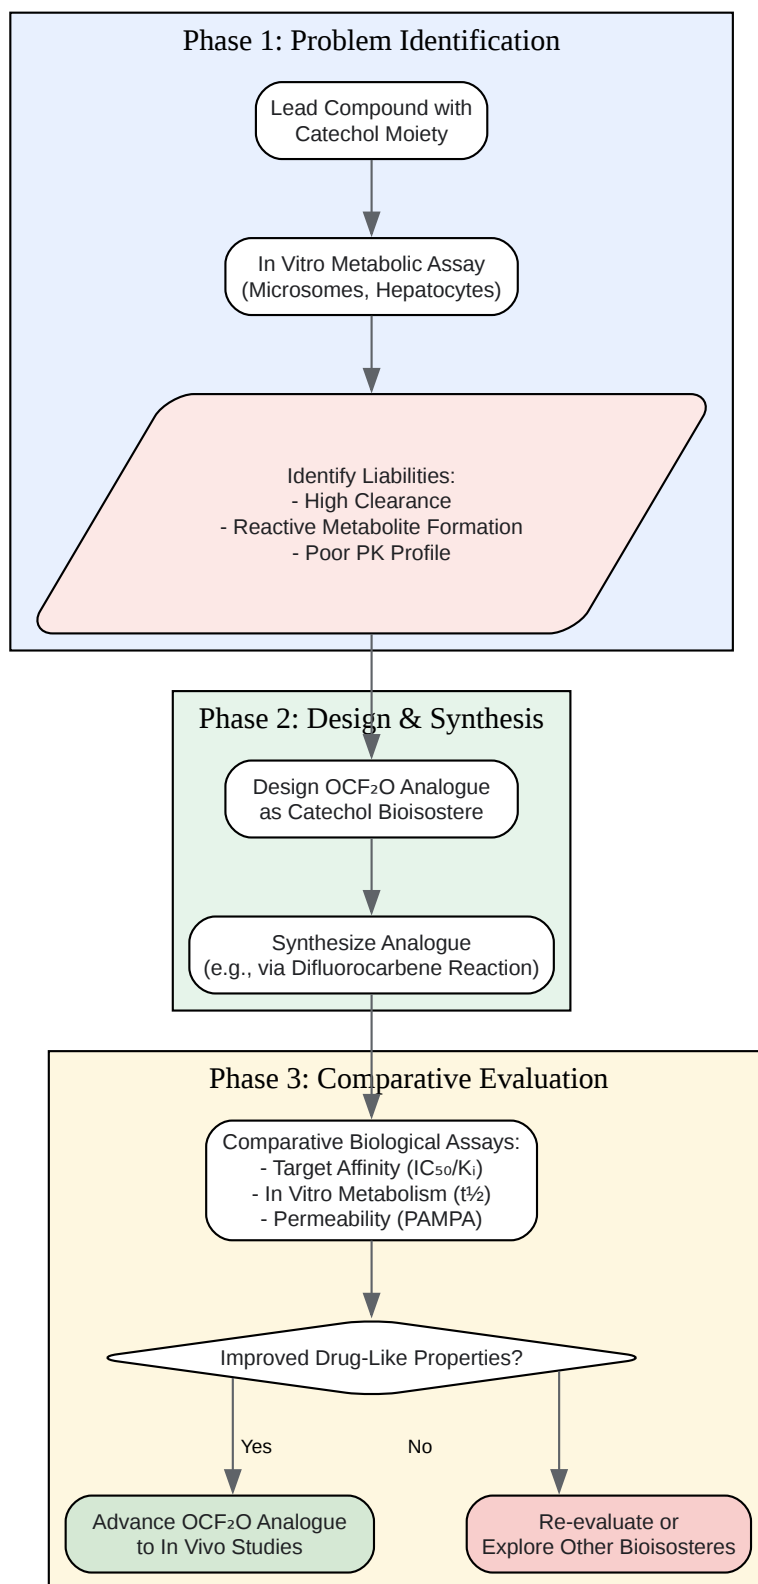 Phase 1: Problem Identification
Lead Compound with
Catechol Moiety
In Vitro Metabolic Assay
(Microsomes, Hepatocytes)
Identify Liabilities:
- High Clearance
- Reactive Metabolite Formation
- Poor PK Profile
Phase 2: Design & Synthesis
Design OCF₂O Analogue
as Catechol Bioisostere
Synthesize Analogue
(e.g., via Difluorocarbene Reaction)
Phase 3: Comparative Evaluation
Comparative Biological Assays:
- Target Affinity (IC₅₀/Kᵢ)
- In Vitro Metabolism (t½)
- Permeability (PAMPA)
Improved Drug-Like Properties?
Yes
No
Advance OCF₂O Analogue
to In Vivo Studies
Re-evaluate or
Explore Other Bioisosteres